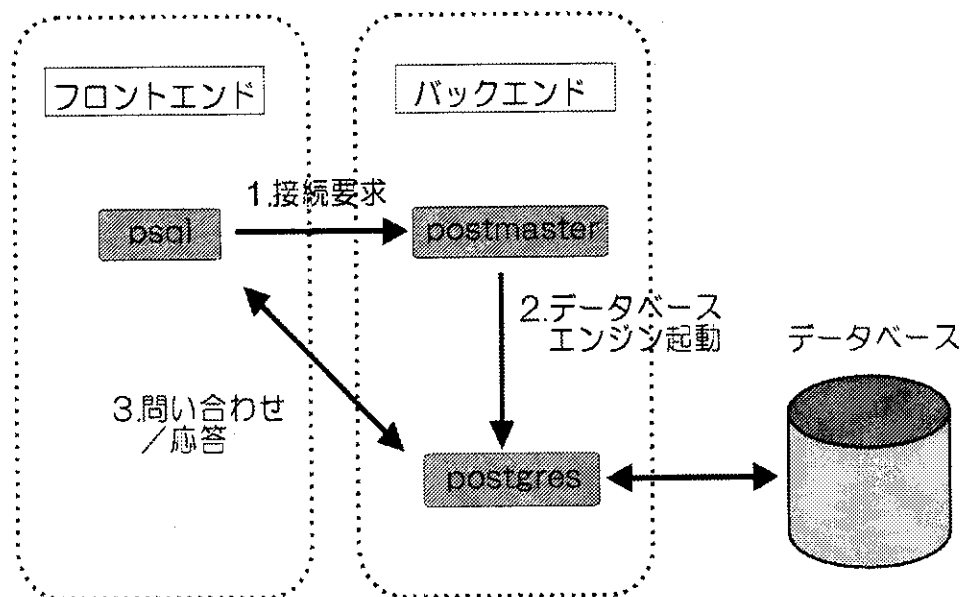 フロントエンド
バックエンド
1.接続要求
psql
postmaster
2.データベース
エンジン起動
データベース
3.問い合わせ
／応答
postgres